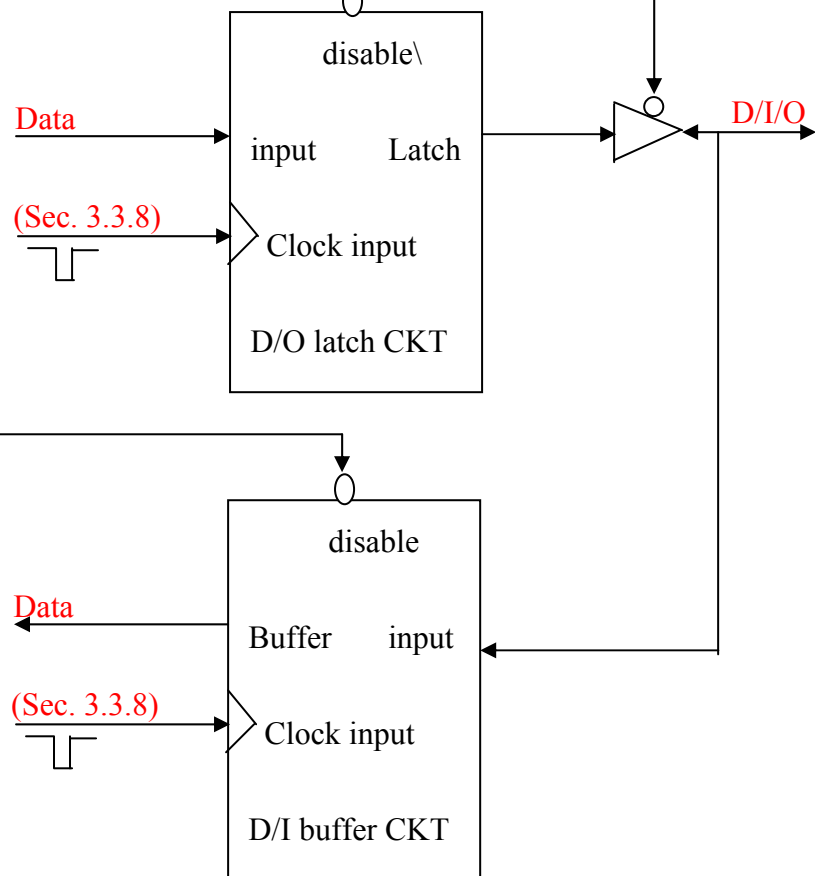 disable\
Data
D/I/O
input Latch
(Sec. 3.3.8)
Clock input
D/O latch CKT
disable
Data
Buffer input
(Sec. 3.3.8)
Clock input
D/I buffer CKT